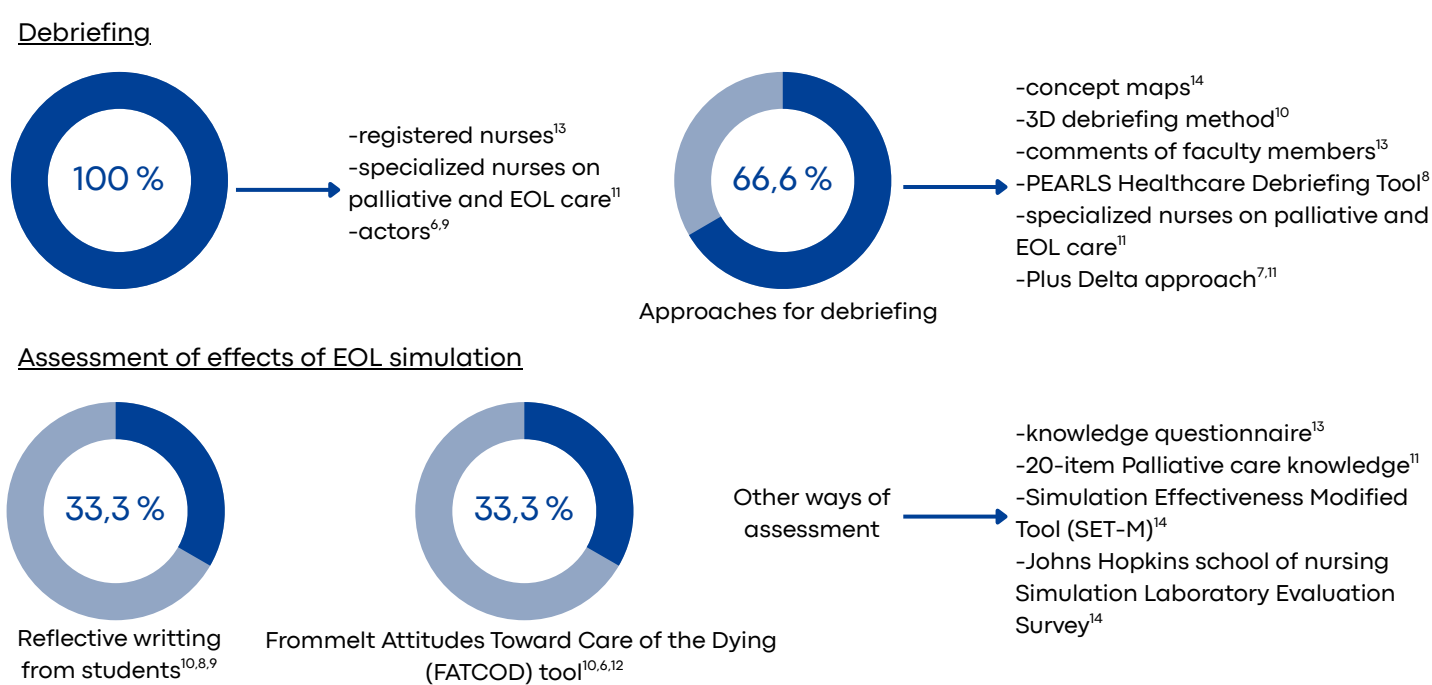 Debriefing
100 %
-registered nurses13
-specialized nurses on
palliative and EOL care11
-actors6,9
66,6 %
Approaches for debriefing
-concept maps14
-3D debriefing method10
-comments of faculty members13
-PEARLS Healthcare Debriefing Tool8
-specialized nurses on palliative and
EOL care11
-Plus Delta approach7,11
Assessment of effects of EOL simulation
33,3 %
Reflective writting
from students10,8,9
33,3 %
Frommelt Attitudes Toward Care of the Dying
(FATCOD) tool10,6,12
Other ways of
assessment
-knowledge questionnaire13
-20-item Palliative care knowledge11
-Simulation Effectiveness Modified
Tool (SET-M)14
-Johns Hopkins school of nursing
Simulation Laboratory Evaluation
Survey14